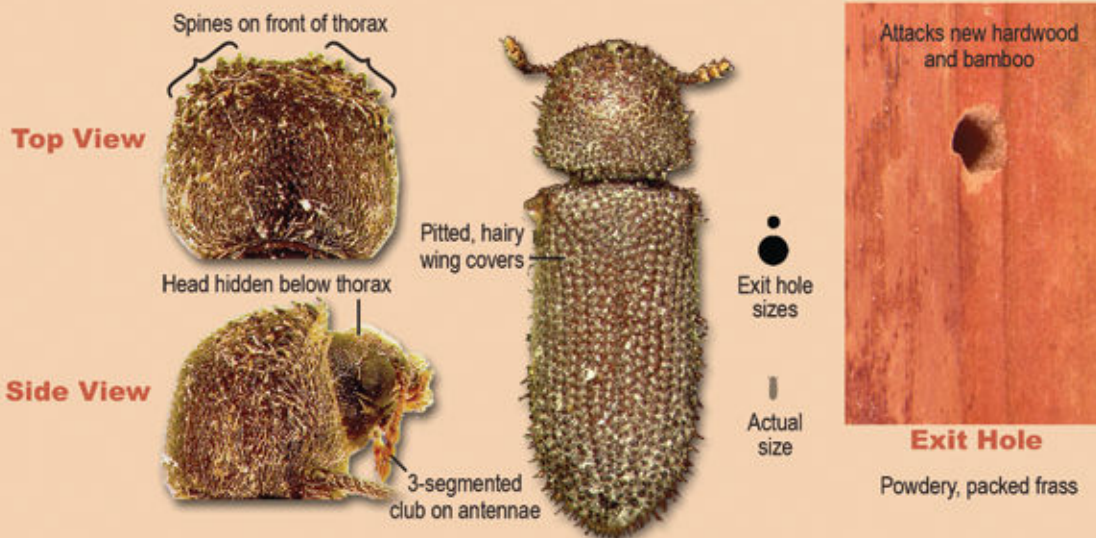 Spines on front of thorax
Top View
Head hidden below thorax
Side View
3-segmented
club on antennae
Pitted, hairy
wing covers
Exit hole
sizes
Actual
size
Attacks new hardwood
and bamboo
Exit Hole
Powdery, packed frass